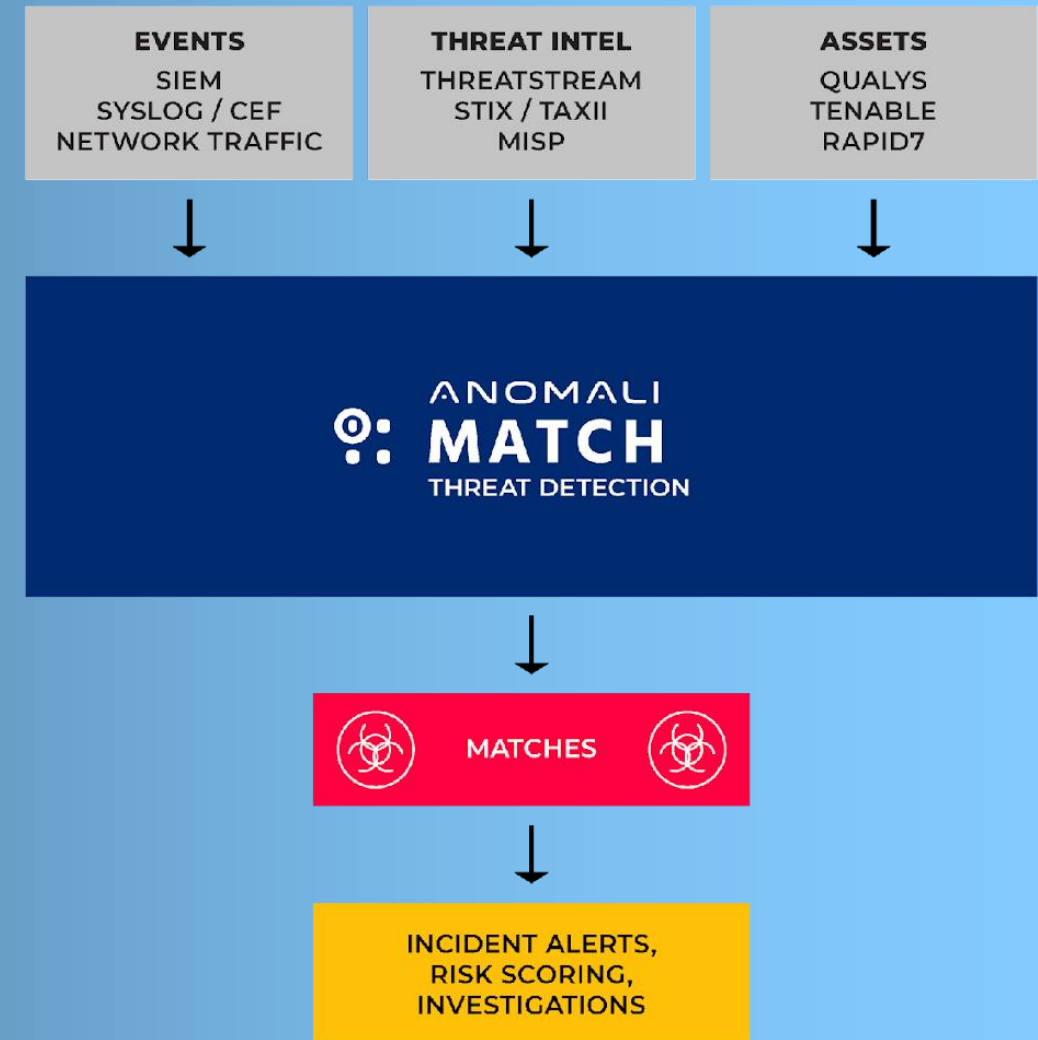 EVENTS
SIEM
SYSLOG / CEF
NETWORK TRAFFIC
THREAT INTEL
THREATSTREAM
STIX / TAXII
MISP
ASSETS
QUALYS
TENABLE
RAPID7
ANOMALI
MATCH
THREAT DETECTION
MATCHES
INCIDENT ALERTS,
RISK SCORING,
INVESTIGATIONS